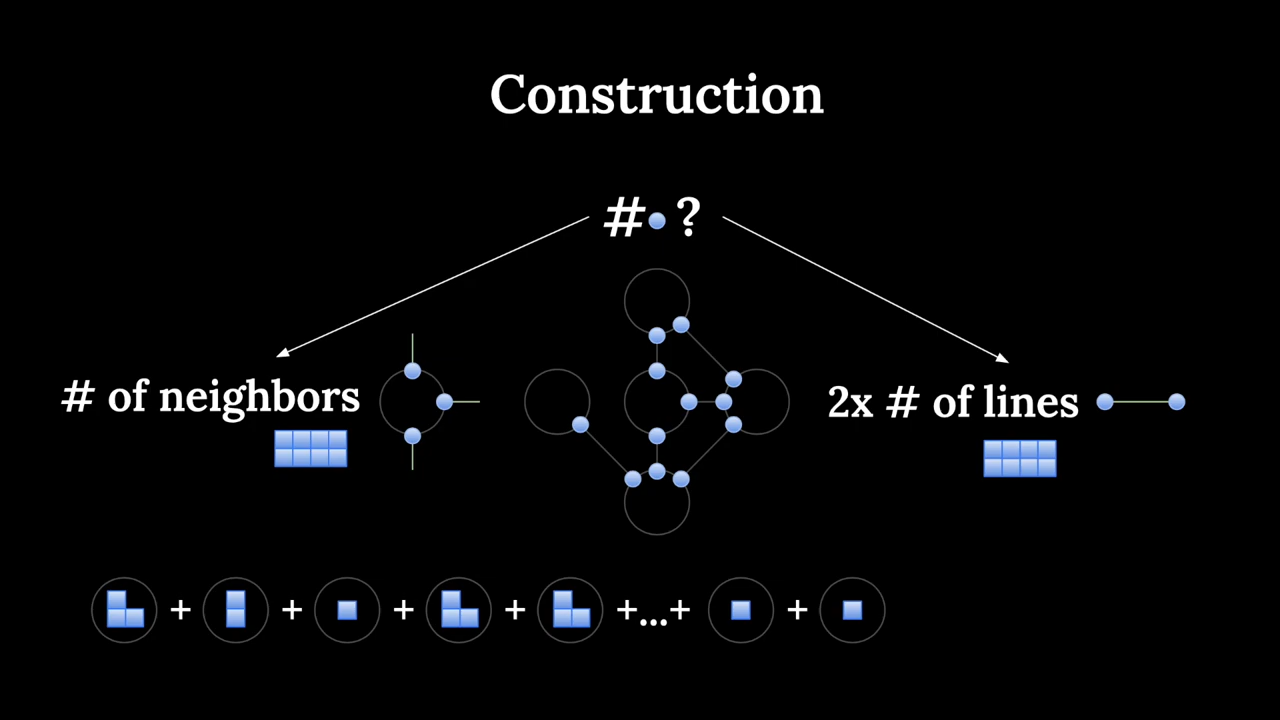 Construction
# ?
# of neighbors
2x # of lines
+ + + + +...+ +